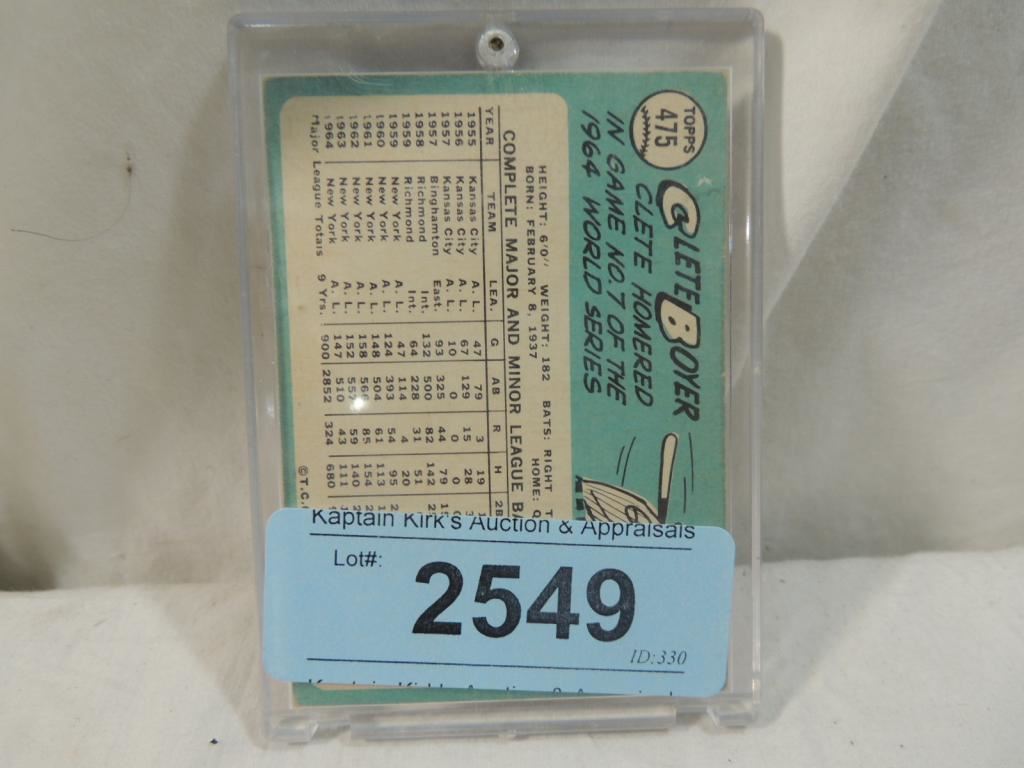 TOPPS
475
CLETE BOYER
CLETE HOMERED
IN GAME NO. 7 OF THE
1964 WORLD SERIES
HEIGHT: 6'0" WEIGHT: 182 BATS: RIGHT
BORN: FEBRUARY 8, 1937 HOME:
COMPLETE MAJOR AND MINOR LEAGUE
YEAR TEAM LEA. G AB R H 2B
1955 Kansas City A. L. 47 79 3 19
1956 Kansas City A. L. 67 129 15 28
1957 Kansas City A. L. 10 0 0 0
1957 Binghamton East. 93 325 44 79
1958 Richmond Int. 132 500 82 142
1959 Richmond Int. 64 228 31 51
1959 New York A. L. 47 114 4 20
1960 New York A. L. 124 393 54 95
1961 New York A. L. 148 504 61 113
1962 New York A. L. 158 566 85 154
1963 New York A. L. 152 557 59 140
1964 New York A. L. 147 510 43 111
Major League Totals 9 Yrs. 900 2852 324 680
©T.C.
Kaptain Kirk's Auction & Appraisals
Lot#:
2549
ID:330